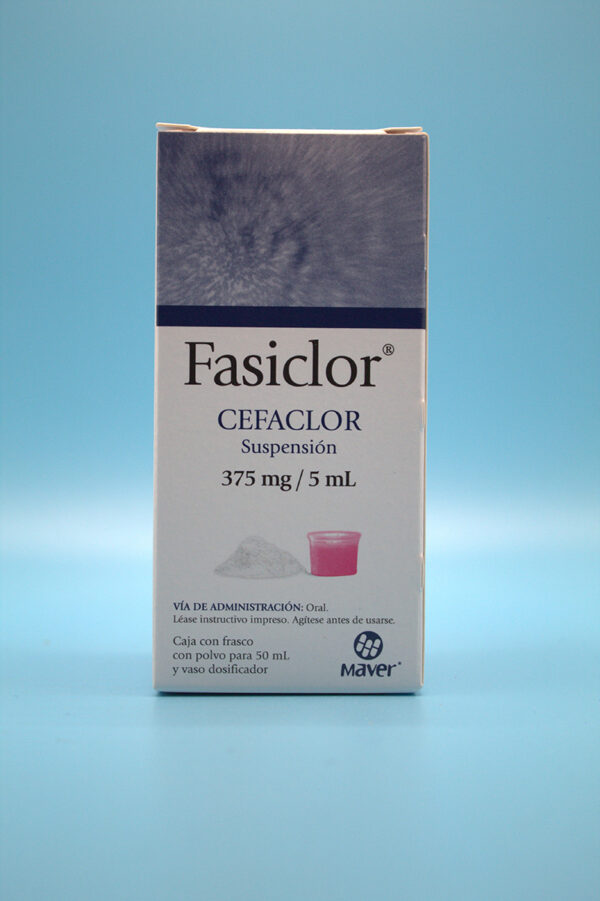 Fasiclor®
CEFACLOR
Suspensión
375 mg / 5 mL
VÍA DE ADMINISTRACIÓN: Oral.
Léase instructivo impreso. Agítese antes de usarse.
Caja con frasco
con polvo para 50 mL
y vaso dosificador
Maver®